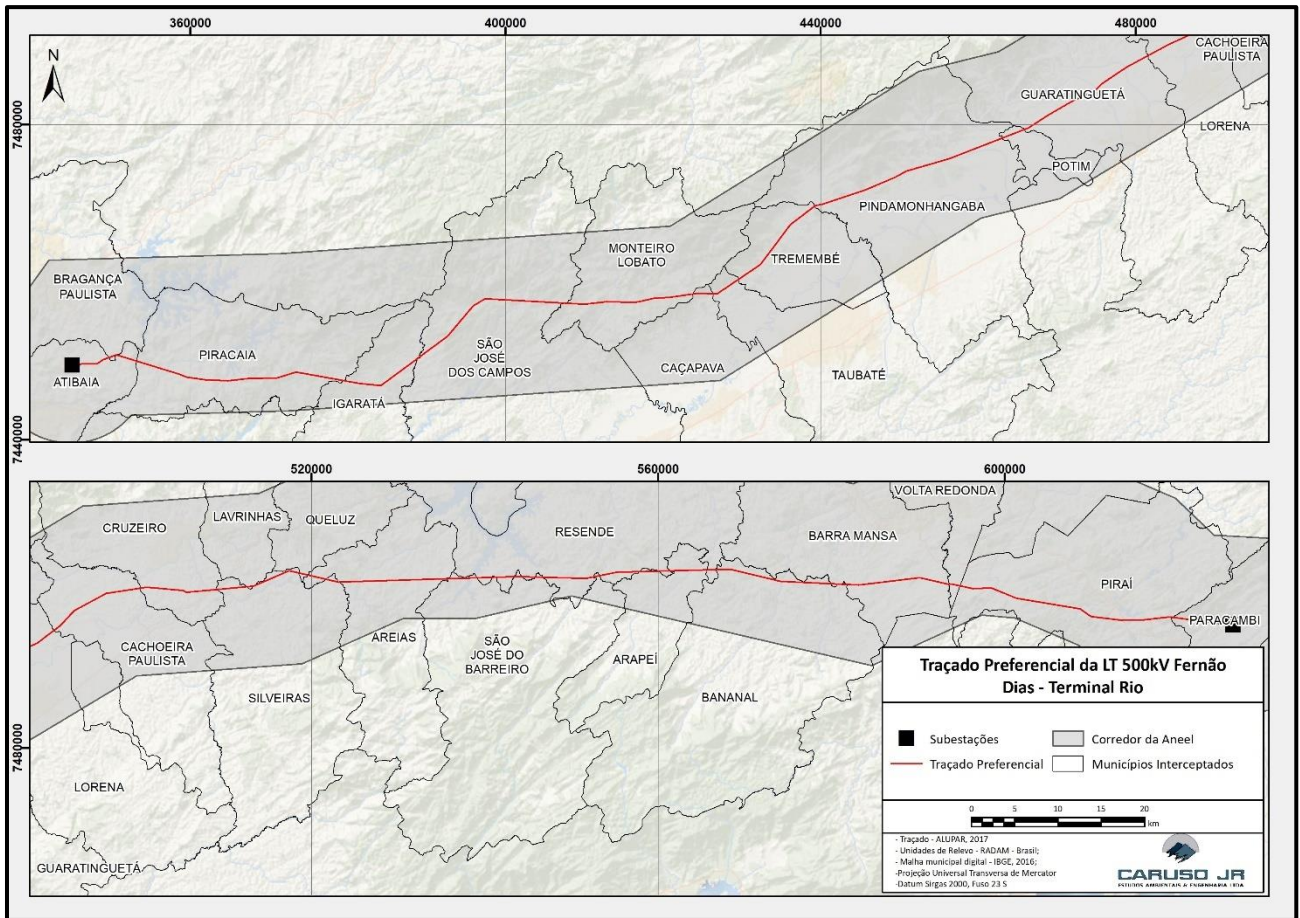 360000
400000
440000
480000
N
CACHOEIRA
PAULISTA
GUARATINGUETÁ
7480000
LORENA
POTIM
PINDAMONHANGABA
MONTEIRO
LOBATO
TREMEMBÉ
BRAGANÇA
PAULISTA
SÃO
JOSÉ
DOS CAMPOS
PIRACAIA
CAÇAPAVA
TAUBATÉ
ATIBAIA
IGARATÁ
7440000
520000
560000
600000
VOLTA REDONDA
LAVRINHAS
QUELUZ
CRUZEIRO
RESENDE
BARRA MANSA
PIRAÍ
PARACAMBI
AREIAS
SÃO
JOSÉ DO
BARREIRO
CACHOEIRA
PAULISTA
ARAPEÍ
SILVEIRAS
BANANAL
7480000
LORENA
GUARATINGUETÁ
Traçado Preferencial da LT 500kV Fernão
Dias - Terminal Rio
Subestações
Corredor da Aneel
Traçado Preferencial
Municípios Interceptados
0 5 10 15 20
km
- Traçado - ALUPAR, 2017
- Unidades de Relevo - RADAM - Brasil;
- Malha municipal digital - IBGE, 2016;
-Projeção Universal Transversa de Mercator
-Datum Sirgas 2000, Fuso 23 S
CARUSO JR
ESTUDOS AMBIENTAIS & ENGENHARIA LTDA